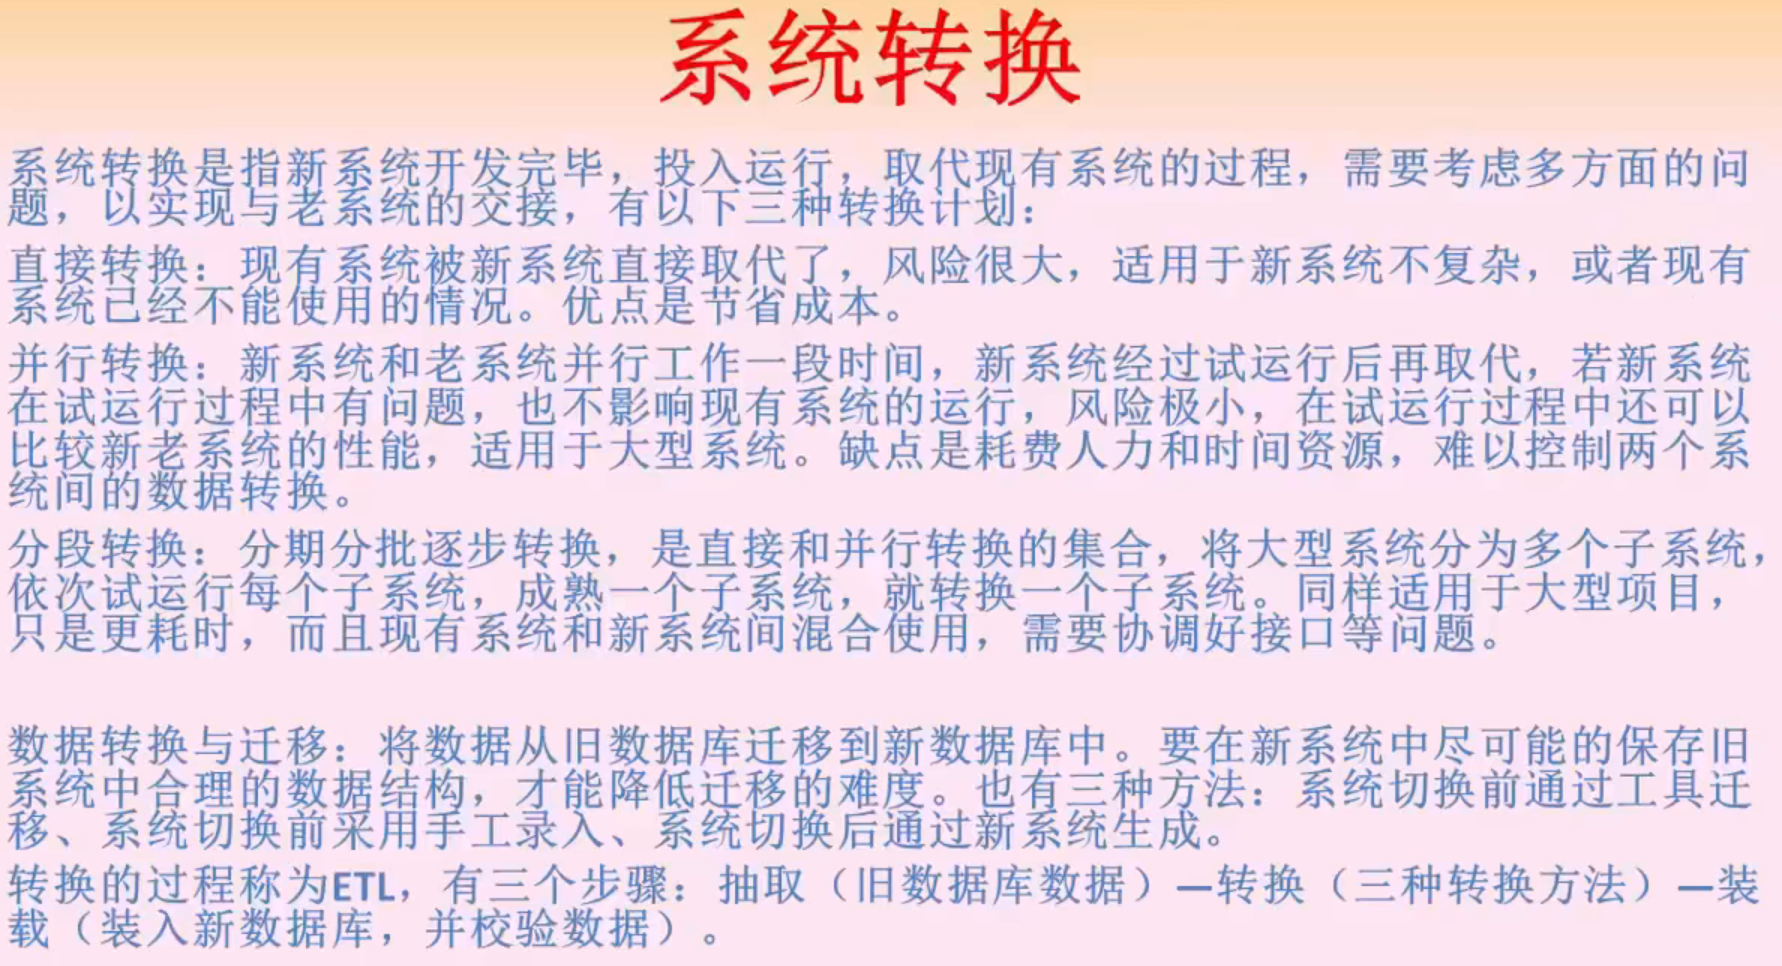 系统转换
系统转换是指新系统开发完毕，投入运行，取代现有系统的过程，需要考虑多方面的问
题，以实现与老系统的交接，有以下三种转换计划：
直接转换：现有系统被新系统直接取代了，风险很大，适用于新系统不复杂，或者现有
系统已经不能使用的情况。优点是节省成本。
并行转换：新系统和老系统并行工作一段时间，新系统经过试运行后再取代，若新系统
在试运行过程中有问题，也不影响现有系统的运行，风险极小，在试运行过程中还可以
比较新老系统的性能，适用于大型系统。缺点是耗费人力和时间资源，难以控制两个系
统间的数据转换。
分段转换：分期分批逐步转换，是直接和并行转换的集合，将大型系统分为多个子系统，
依次试运行每个子系统，成熟一个子系统，就转换一个子系统。同样适用于大型项目，
只是更耗时，而且现有系统和新系统间混合使用，需要协调好接口等问题。
数据转换与迁移：将数据从旧数据库迁移到新数据库中。要在新系统中尽可能的保存旧
系统中合理的数据结构，才能降低迁移的难度。也有三种方法：系统切换前通过工具迁
移、系统切换前采用手工录入、系统切换后通过新系统生成。
转换的过程称为ETL，有三个步骤：抽取（旧数据库数据）—转换（三种转换方法）—装
载（装入新数据库，并校验数据）。